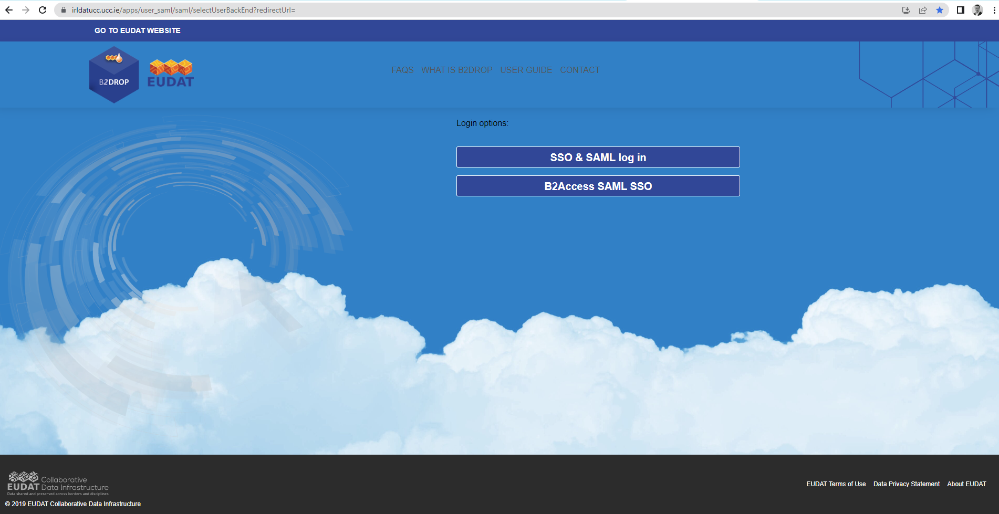 irldatucc.ucc.ie/apps/user_saml/saml/selectUserBackEnd?redirectUrl=
GO TO EUDAT WEBSITE
B2DROP
EUDAT
FAQS WHAT IS B2DROP USER GUIDE CONTACT
Login options:
SSO & SAML log in
B2Access SAML SSO
EUDAT Collaborative Data Infrastructure
Data shared and preserved across borders and disciplines
© 2019 EUDAT Collaborative Data Infrastructure
EUDAT Terms of Use Data Privacy Statement About EUDAT